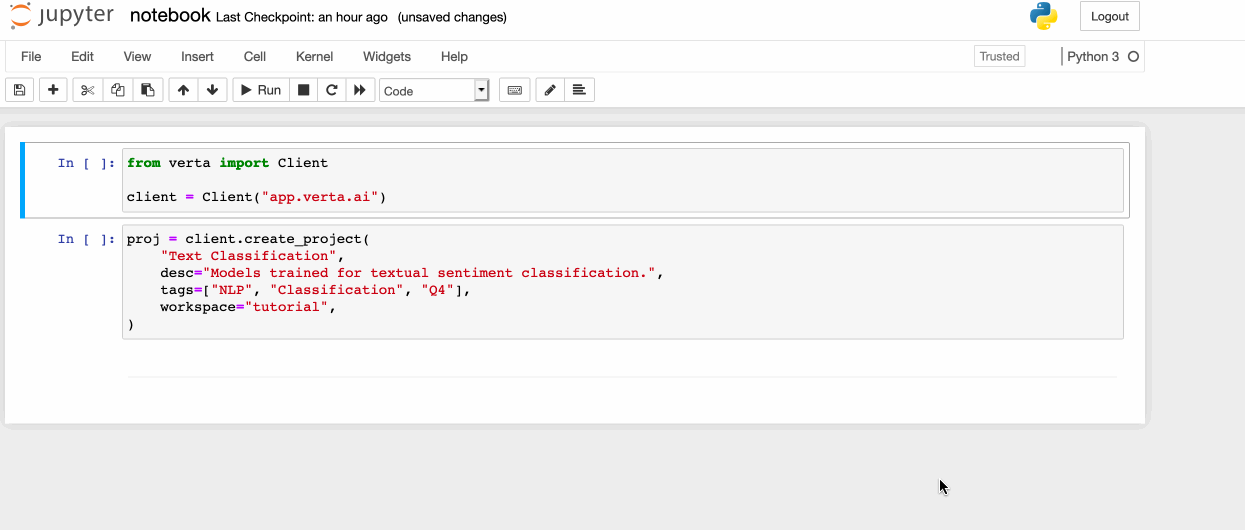 jupyter notebook Last Checkpoint: an hour ago (unsaved changes) Logout
File Edit View Insert Cell Kernel Widgets Help Trusted Python 3
Run Code
In [ ]: from verta import Client
client = Client("app.verta.ai")
In [ ]: proj = client.create_project(
"Text Classification",
desc="Models trained for textual sentiment classification.",
tags=["NLP", "Classification", "Q4"],
workspace="tutorial",
)